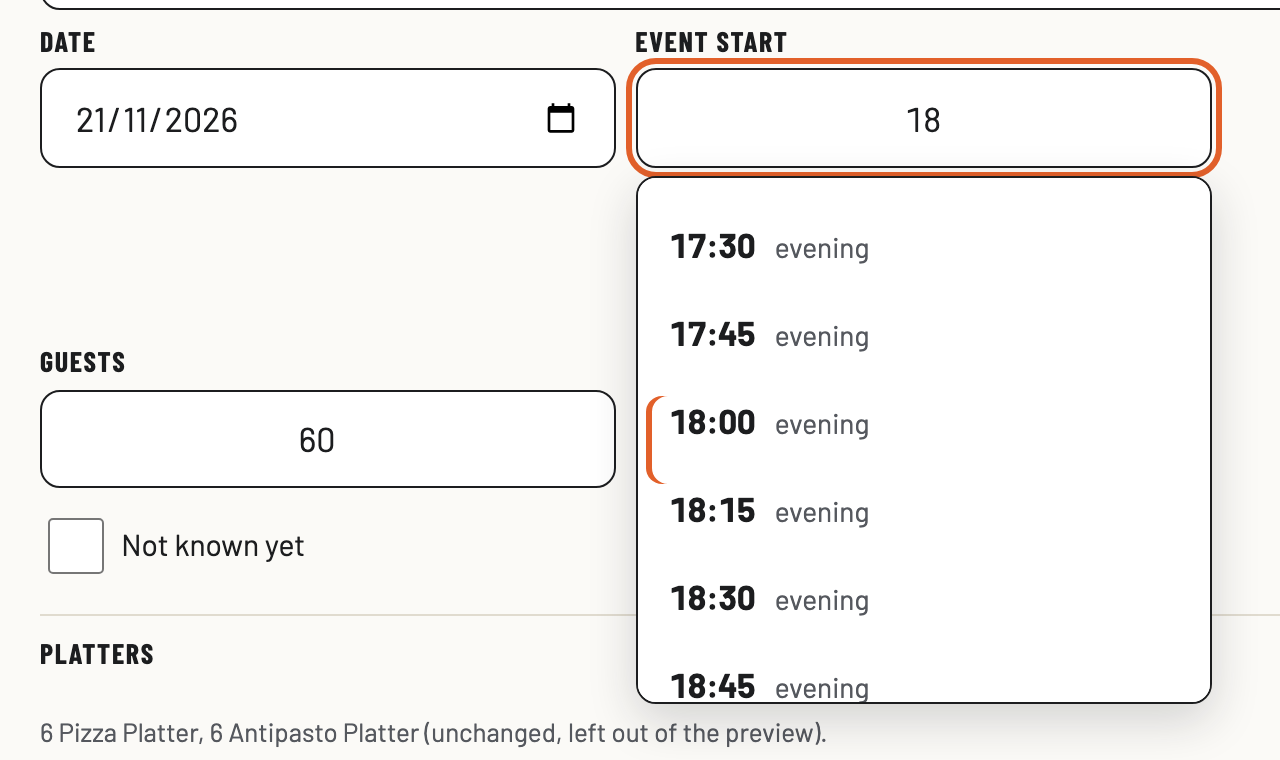 DATE
EVENT START
21/11/2026
18
17:30 evening
17:45 evening
18:00 evening
18:15 evening
18:30 evening
18:45 evening
GUESTS
60
Not known yet
PLATTERS
6 Pizza Platter, 6 Antipasto Platter (unchanged, left out of the preview).